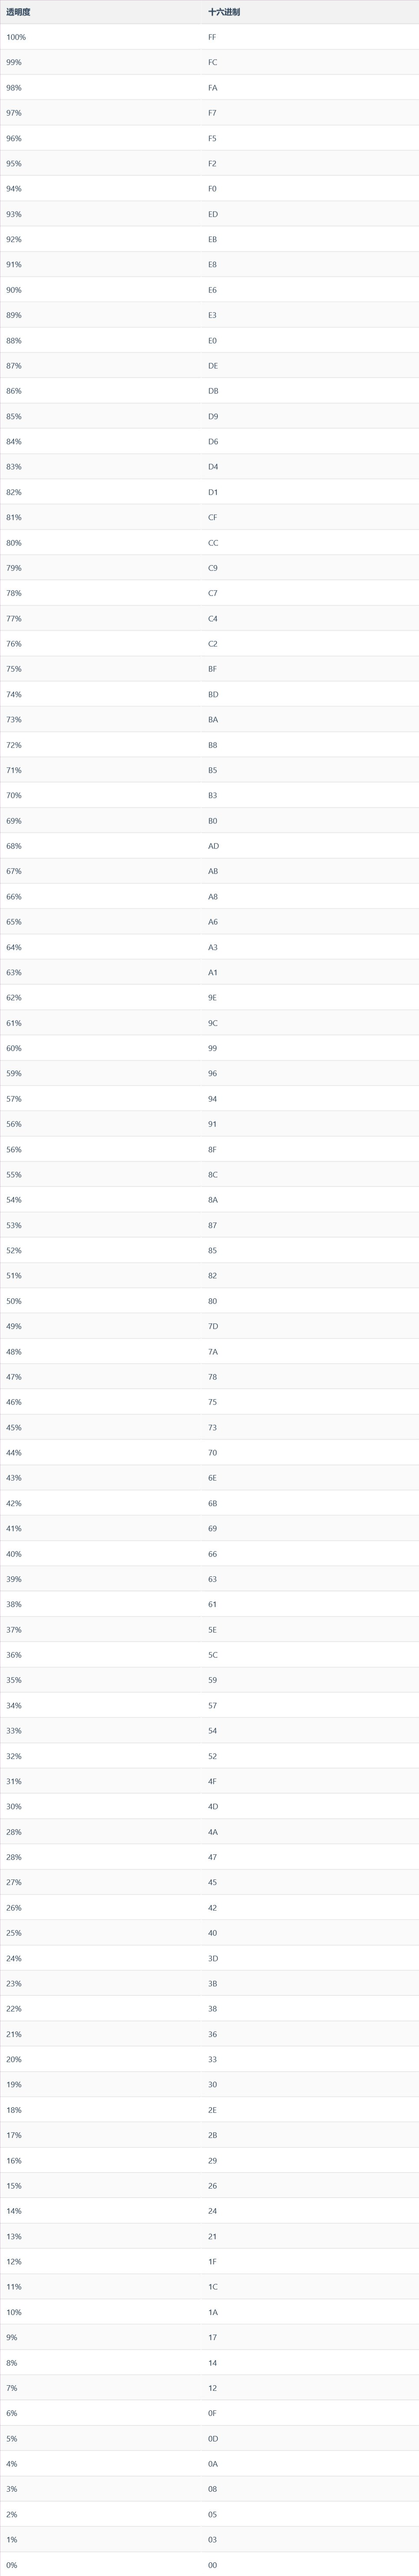 透明度 十六进制
100% FF
99% FC
98% FA
97% F7
96% F5
95% F2
94% F0
93% ED
92% EB
91% E8
90% E6
89% E3
88% E0
87% DE
86% DB
85% D9
84% D6
83% D4
82% D1
81% CF
80% CC
79% C9
78% C7
77% C4
76% C2
75% BF
74% BD
73% BA
72% B8
71% B5
70% B3
69% B0
68% AD
67% AB
66% A8
65% A6
64% A3
63% A1
62% 9E
61% 9C
60% 99
59% 96
57% 94
56% 91
56% 8F
55% 8C
54% 8A
53% 87
52% 85
51% 82
50% 80
49% 7D
48% 7A
47% 78
46% 75
45% 73
44% 70
43% 6E
42% 6B
41% 69
40% 66
39% 63
38% 61
37% 5E
36% 5C
35% 59
34% 57
33% 54
32% 52
31% 4F
30% 4D
28% 4A
28% 47
27% 45
26% 42
25% 40
24% 3D
23% 3B
22% 38
21% 36
20% 33
19% 30
18% 2E
17% 2B
16% 29
15% 26
14% 24
13% 21
12% 1F
11% 1C
10% 1A
9% 17
8% 14
7% 12
6% 0F
5% 0D
4% 0A
3% 08
2% 05
1% 03
0% 00